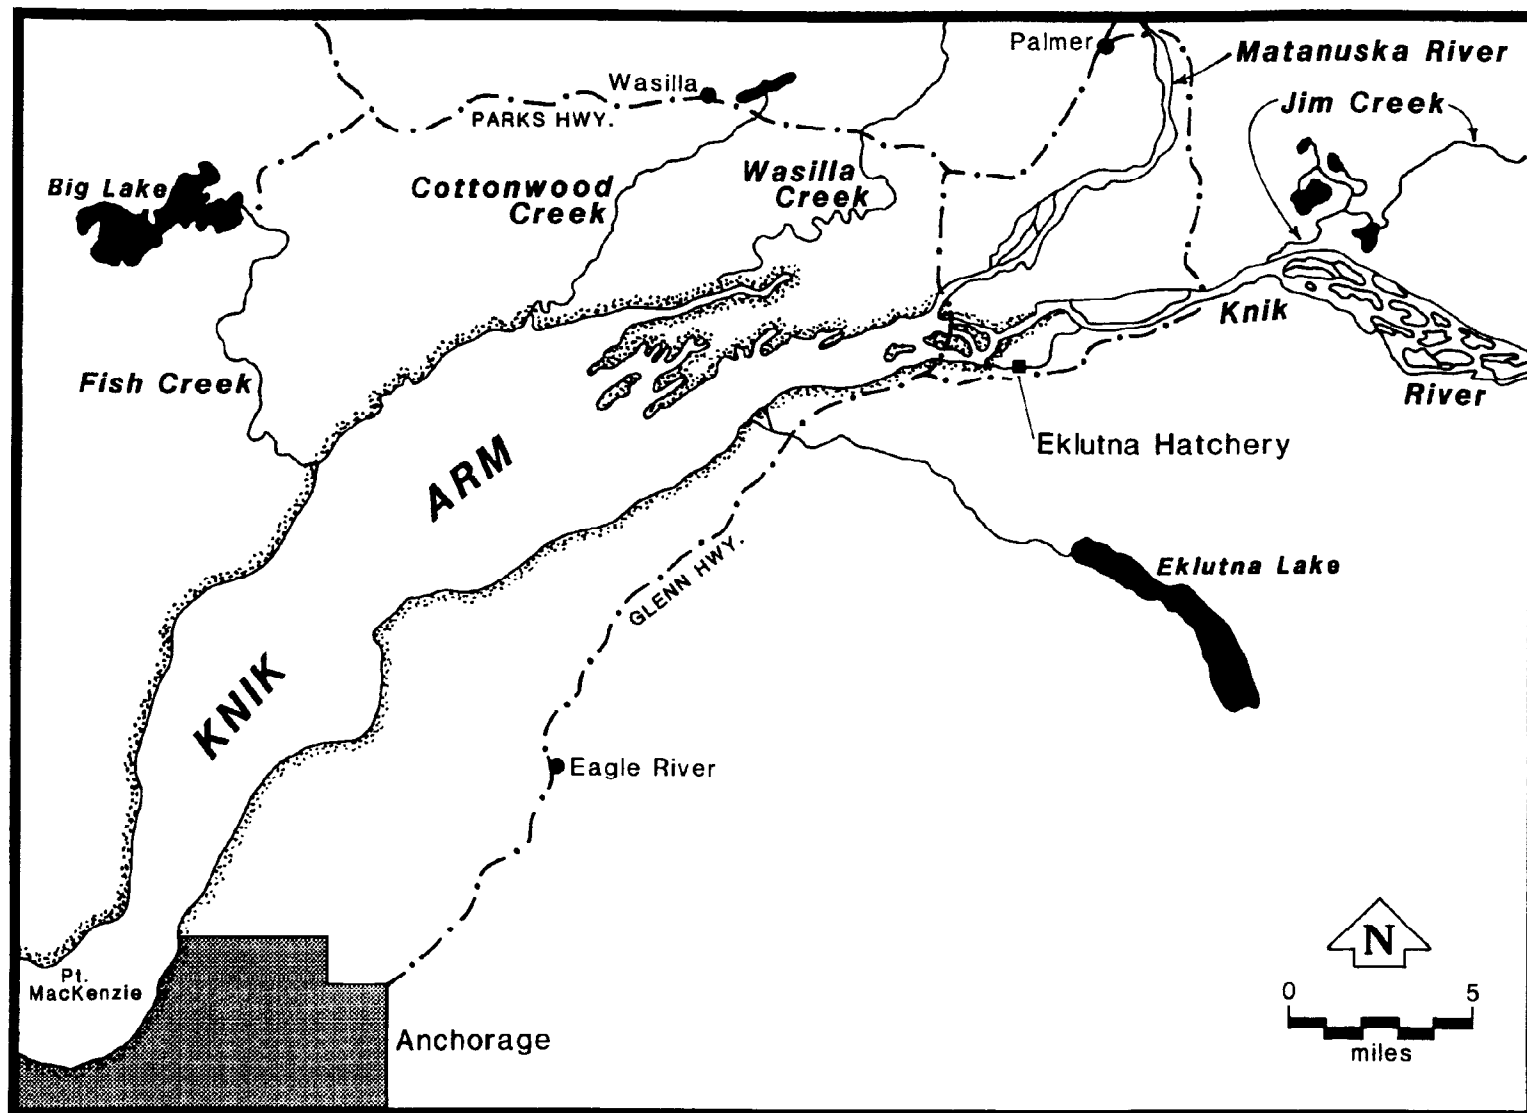 Palmer
Matanuska River
Wasilla
PARKS HWY.
Jim Creek
Big Lake
Cottonwood
Creek
Wasilla
Creek
Knik
River
Fish Creek
Eklutna Hatchery
ARM
Eklutna Lake
GLENN HWY.
KNIK
Eagle River
N
Pt.
MacKenzie
0 5
miles
Anchorage